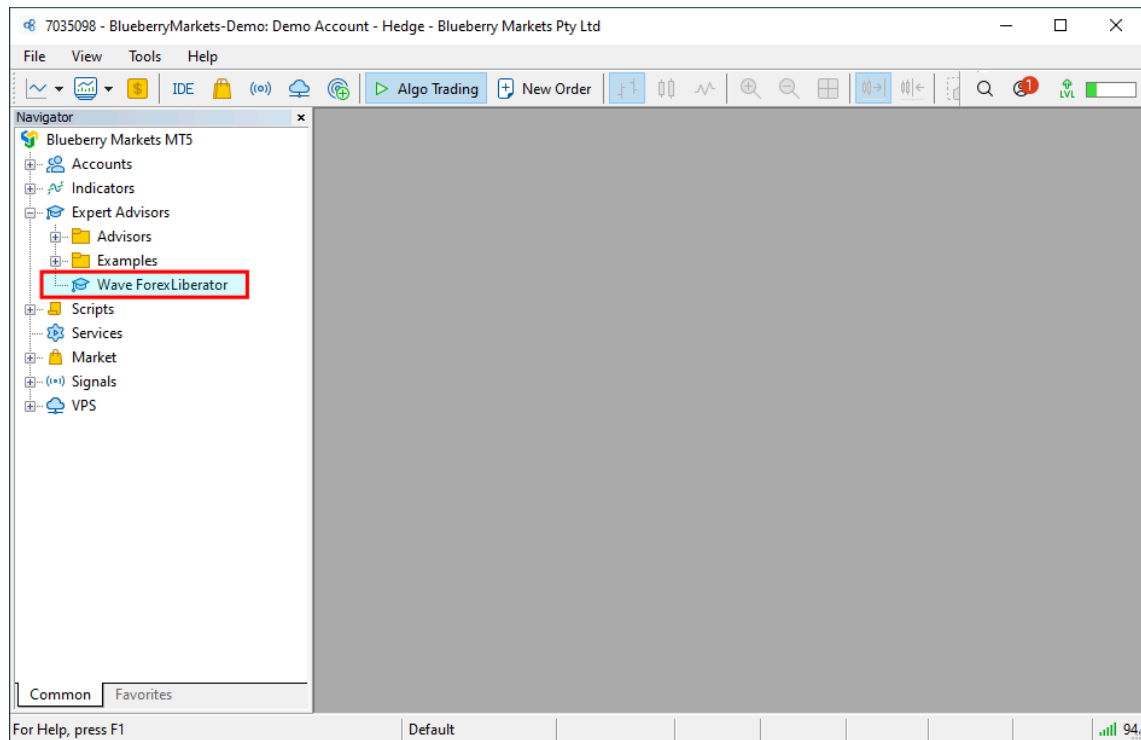 7035098 - BlueberryMarkets-Demo: Demo Account - Hedge - Blueberry Markets Pty Ltd
File View Tools Help
$ IDE Algo Trading New Order 1 LVL
Navigator
Blueberry Markets MT5
Accounts
Indicators
Expert Advisors
Advisors
Examples
Wave ForexLiberator
Scripts
Services
Market
Signals
VPS
Common Favorites
For Help, press F1 Default 94